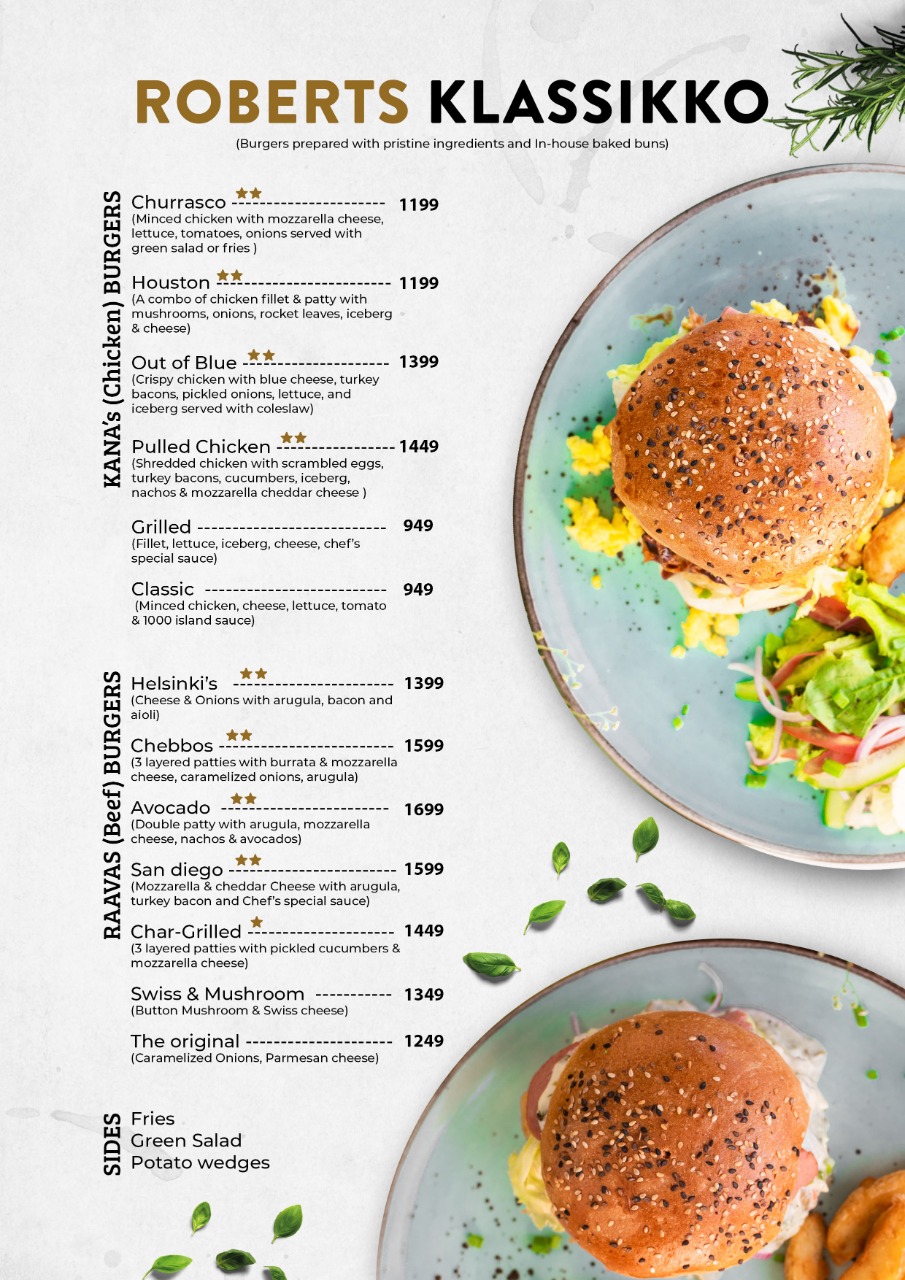 ROBERTS KLASSIKKO
(Burgers prepared with pristine ingredients and In-house baked buns)
KANA's (Chicken) BURGERS
Churrasco ---------------------- 1199
(Minced chicken with mozzarella cheese,
lettuce, tomatoes, onions served with
green salad or fries )
Houston ------------------------- 1199
(A combo of chicken fillet & patty with
mushrooms, onions, rocket leaves, iceberg
& cheese)
Out of Blue --------------------- 1399
(Crispy chicken with blue cheese, turkey
bacons, pickled onions, lettuce, and
iceberg served with coleslaw)
Pulled Chicken ----------------- 1449
(Shredded chicken with scrambled eggs,
turkey bacons, cucumbers, iceberg,
nachos & mozzarella cheddar cheese )
Grilled --------------------------- 949
(Fillet, lettuce, iceberg, cheese, chef's
special sauce)
Classic -------------------------- 949
(Minced chicken, cheese, lettuce, tomato
& 1000 island sauce)
RAAVAS (Beef) BURGERS
Helsinki's ----------------------- 1399
(Cheese & Onions with arugula, bacon and
aioli)
Chebbos ------------------------- 1599
(3 layered patties with burrata & mozzarella
cheese, caramelized onions, arugula)
Avocado ------------------------ 1699
(Double patty with arugula, mozzarella
cheese, nachos & avocados)
San diego ------------------------ 1599
(Mozzarella & cheddar Cheese with arugula,
turkey bacon and Chef's special sauce)
Char-Grilled --------------------- 1449
(3 layered patties with pickled cucumbers &
mozzarella cheese)
Swiss & Mushroom ----------- 1349
(Button Mushroom & Swiss cheese)
The original --------------------- 1249
(Caramelized Onions, Parmesan cheese)
SIDES
Fries
Green Salad
Potato wedges